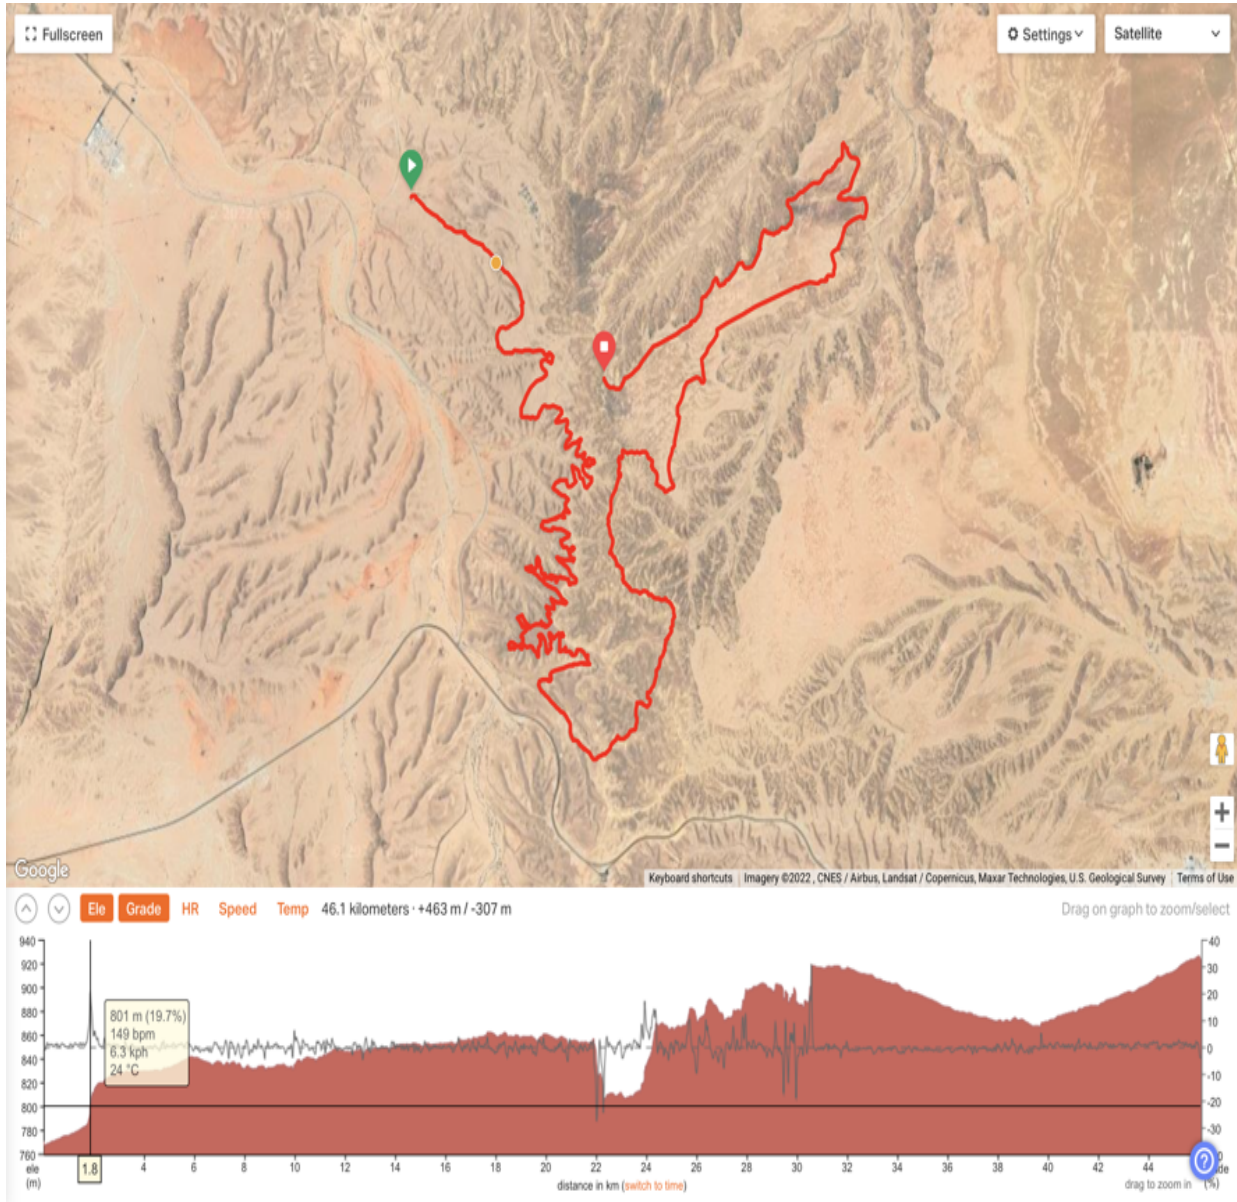 Fullscreen
Settings
Satellite
Google
Keyboard shortcuts Imagery ©2022 , CNES / Airbus, Landsat / Copernicus, Maxar Technologies, U.S. Geological Survey Terms of Use
Ele Grade HR Speed Temp 46.1 kilometers · +463 m / -307 m Drag on graph to zoom/select
940
920
900
880
860
840
820
800
780
760
ele
(m)
801 m (19.7%)
149 bpm
6.3 kph
24 °C
40
30
20
10
0
-10
-20
-30
(%)
1.8 4 6 8 10 12 14 16 18 20 22 24 26 28 30 32 34 36 38 40 42 44
distance in km (switch to time)
drag to zoom in
?